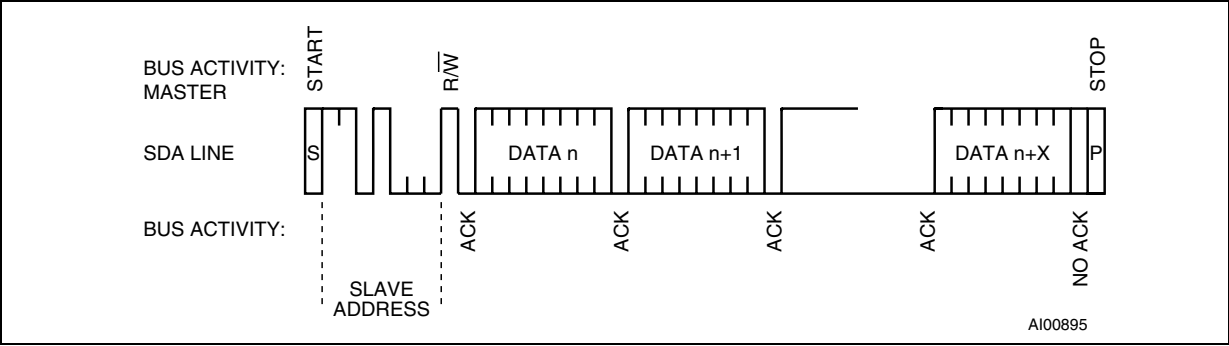 BUS ACTIVITY:
MASTER
START
R/W
STOP
SDA LINE
S
DATA n
DATA n+1
DATA n+X
P
BUS ACTIVITY:
ACK
ACK
ACK
ACK
NO ACK
SLAVE
ADDRESS
AI00895